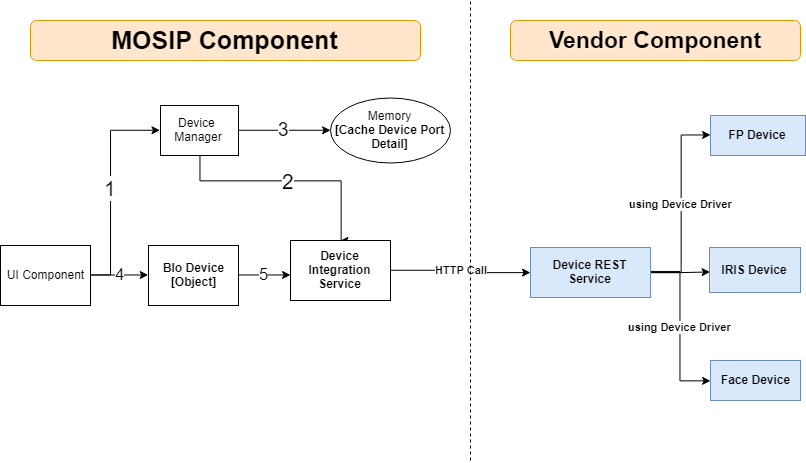 MOSIP Component
Vendor Component
Device
Manager
3
Memory
[Cache Device Port
Detail]
FP Device
1
2
using Device Driver
UI Component
4
BIo Device
[Object]
5
Device
Integration
Service
HTTP Call
Device REST
Service
IRIS Device
using Device Driver
Face Device